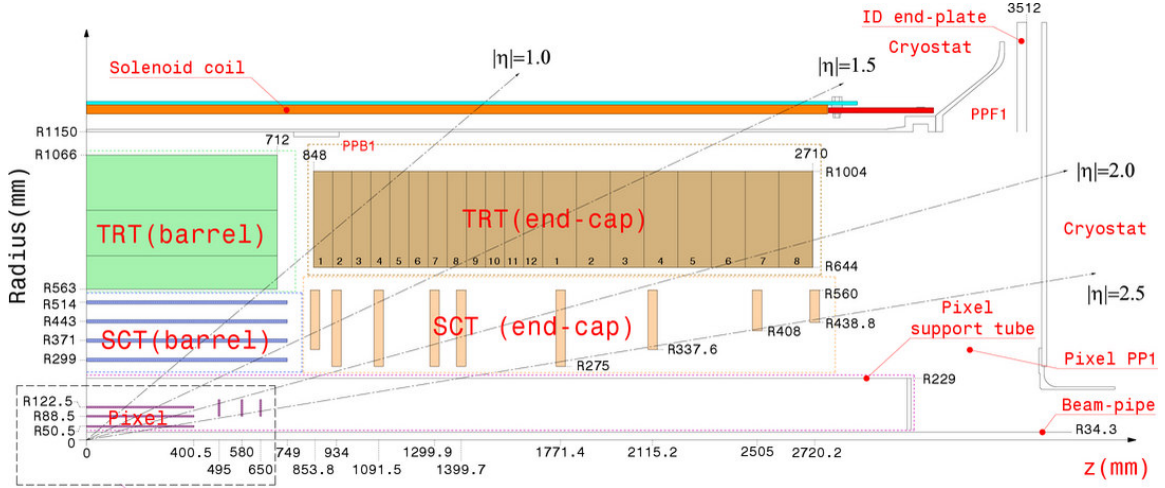 3512
ID end-plate
Cryostat
|η|=1.0
|η|=1.5
Solenoid coil
PPF1
R1150
712
PPB1
848
2710
R1066
R1004
|η|=2.0
TRT(barrel)
TRT(end-cap)
Cryostat
1 2 3 4 5 6 7 8 9 10 11 12 1 2 3 4 5 6 7 8
R644
Radius(mm)
R563
R560
|η|=2.5
R514
R443
SCT(barrel)
SCT (end-cap)
R438.8
R408
Pixel
support tube
R371
R337.6
R299
R275
Pixel PP1
R229
R122.5
R88.5
Pixel
R50.5
Beam-pipe
R34.3
0
0
400.5
580
749
934
1299.9
1771.4
2115.2
2505
2720.2
495
650
853.8
1091.5
1399.7
z(mm)